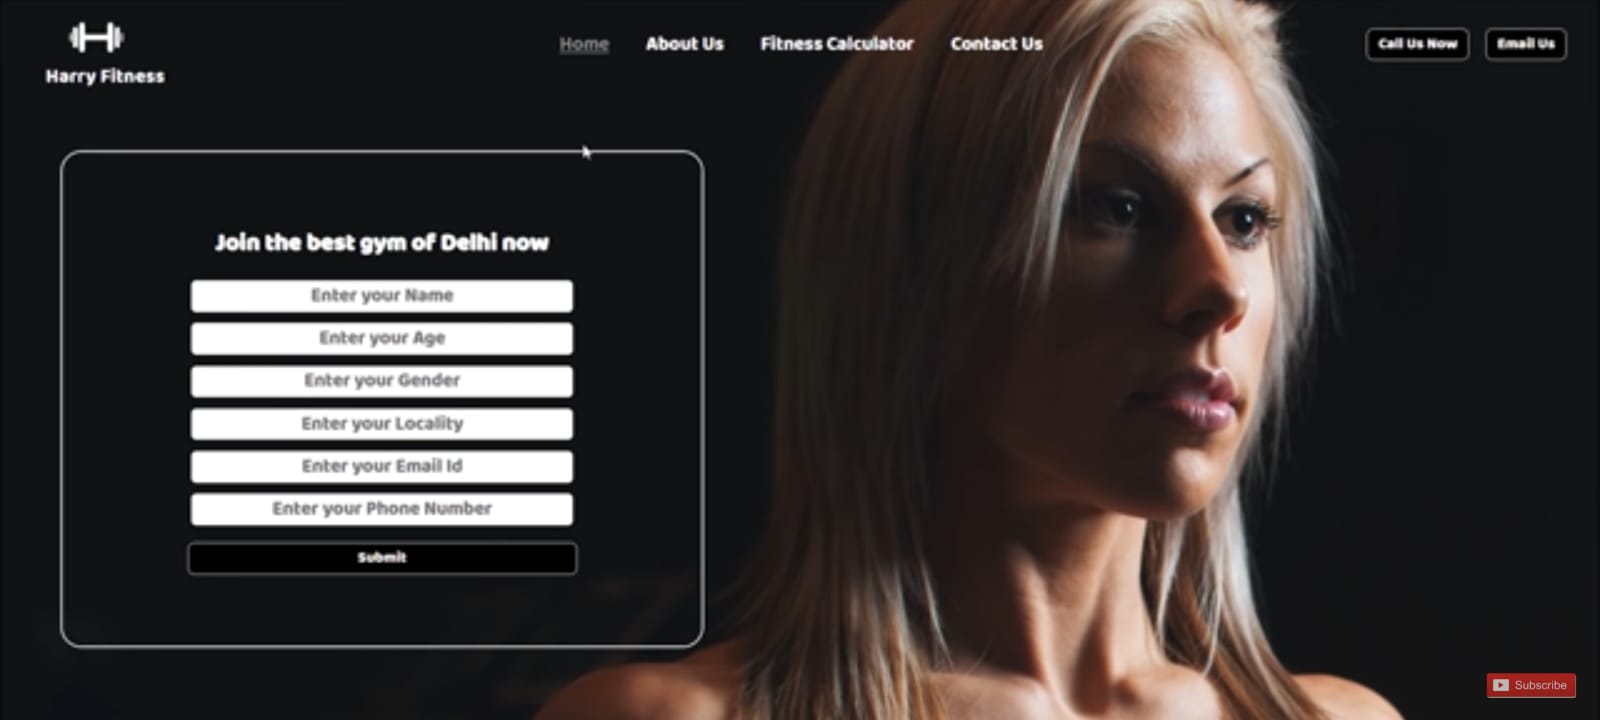 Harry Fitness
Home About Us Fitness Calculator Contact Us
Call Us Now Email Us
Join the best gym of Delhi now
Enter your Name
Enter your Age
Enter your Gender
Enter your Locality
Enter your Email Id
Enter your Phone Number
Submit
Subscribe